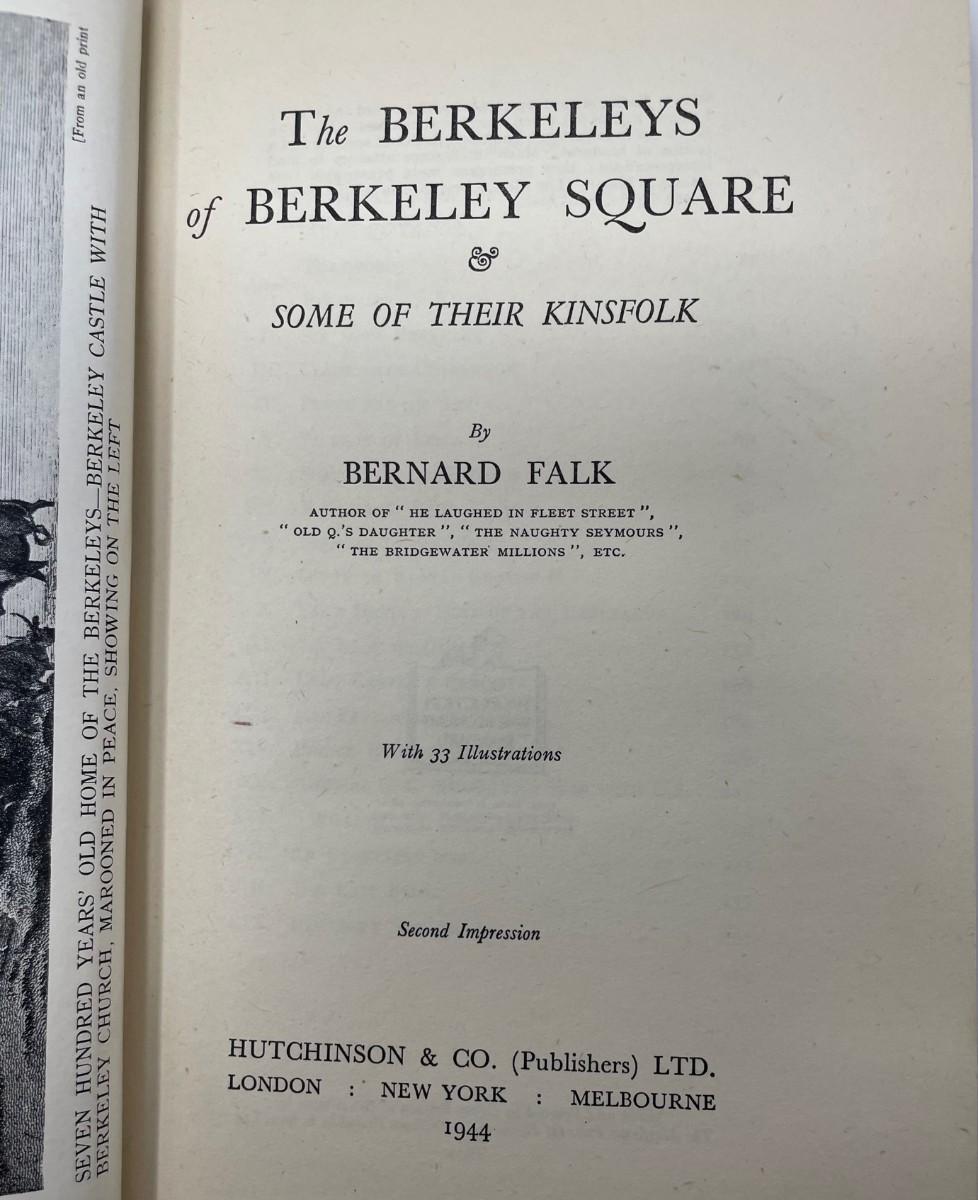 [From an old print
SEVEN HUNDRED YEARS' OLD HOME OF THE BERKELEYS—BERKELEY CASTLE WITH
BERKELEY CHURCH, MAROONED IN PEACE, SHOWING ON THE LEFT
The BERKELEYS
of BERKELEY SQUARE
&
SOME OF THEIR KINSFOLK
By
BERNARD FALK
AUTHOR OF " HE LAUGHED IN FLEET STREET ",
" OLD Q.'S DAUGHTER ", " THE NAUGHTY SEYMOURS ",
" THE BRIDGEWATER MILLIONS ", ETC.
With 33 Illustrations
Second Impression
HUTCHINSON & CO. (Publishers) LTD.
LONDON : NEW YORK : MELBOURNE
1944